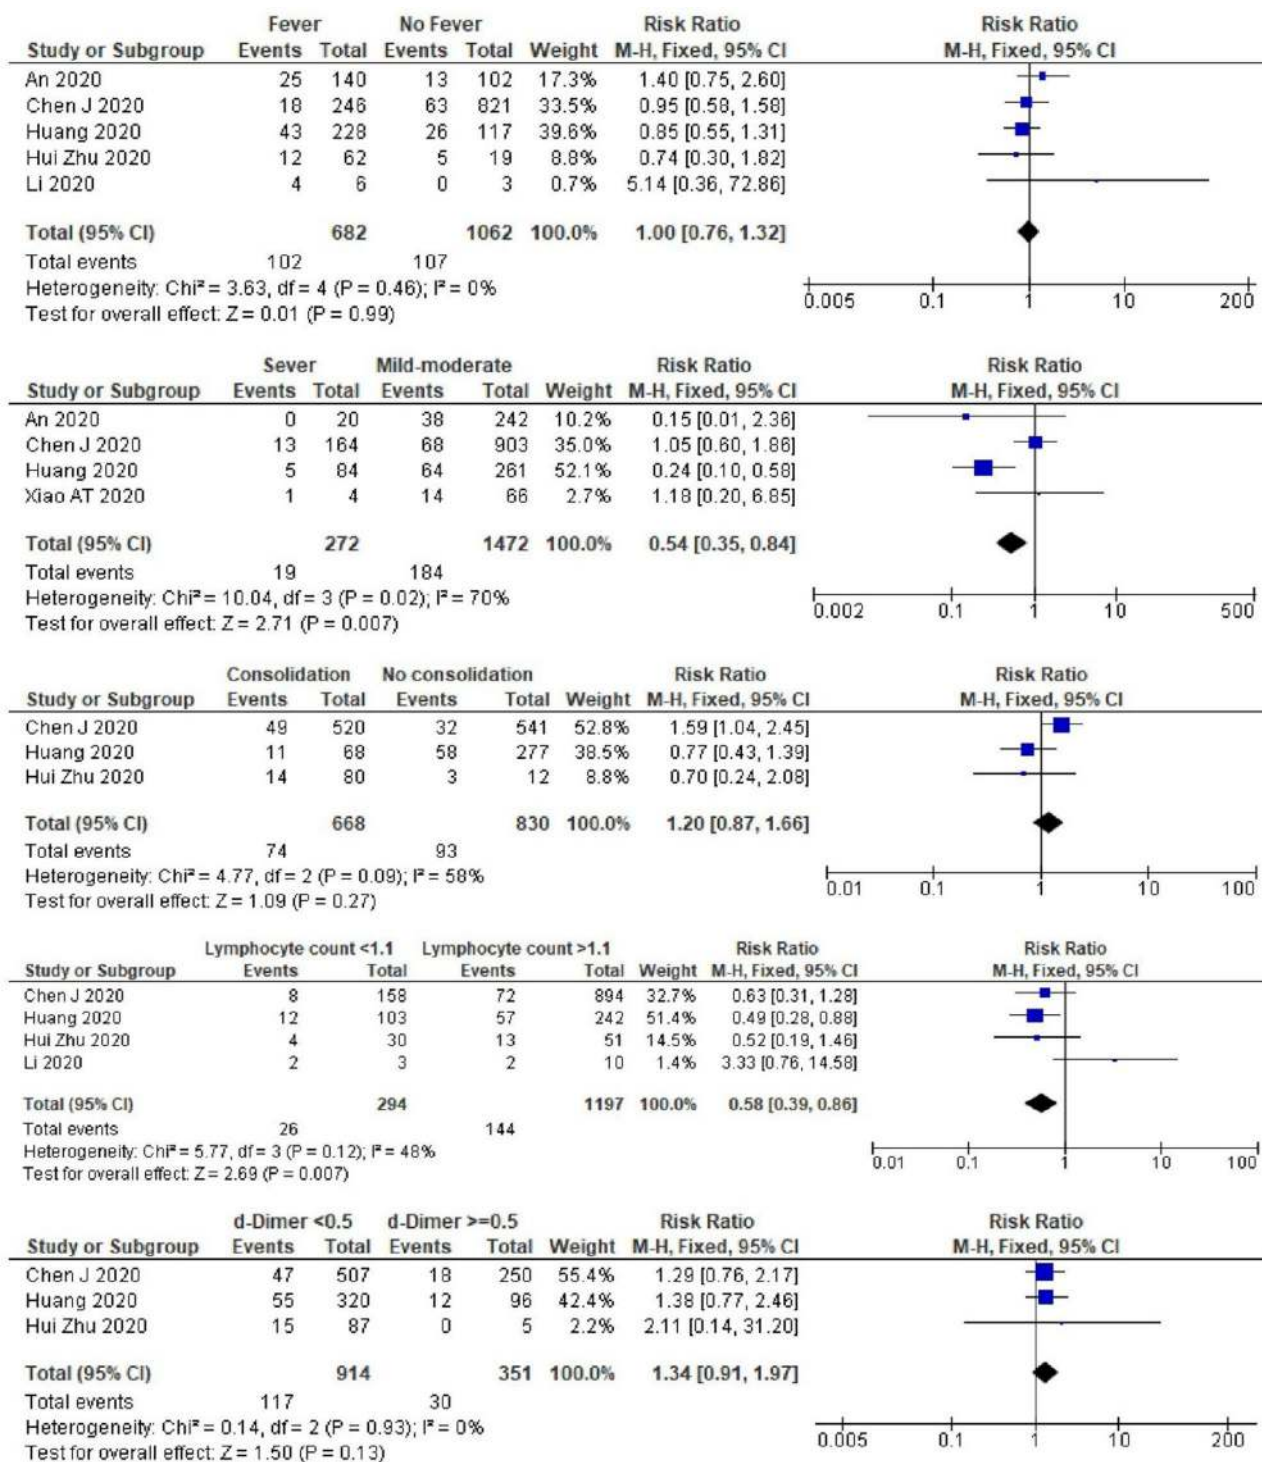 Fever No Fever Risk Ratio Risk Ratio
Study or Subgroup Events Total Events Total Weight M-H, Fixed, 95% CI M-H, Fixed, 95% CI
An 2020 25 140 13 102 17.3% 1.40 [0.75, 2.60]
Chen J 2020 18 246 63 821 33.5% 0.95 [0.58, 1.58]
Huang 2020 43 228 26 117 39.6% 0.85 [0.55, 1.31]
Hui Zhu 2020 12 62 5 19 8.8% 0.74 [0.30, 1.82]
Li 2020 4 6 0 3 0.7% 5.14 [0.36, 72.86]
Total (95% CI) 682 1062 100.0% 1.00 [0.76, 1.32]
Total events 102 107
Heterogeneity: Chi² = 3.63, df = 4 (P = 0.46); I² = 0%
Test for overall effect: Z = 0.01 (P = 0.99)
0.005 0.1 1 10 200
Sever Mild-moderate Risk Ratio Risk Ratio
Study or Subgroup Events Total Events Total Weight M-H, Fixed, 95% CI M-H, Fixed, 95% CI
An 2020 0 20 38 242 10.2% 0.15 [0.01, 2.36]
Chen J 2020 13 164 68 903 35.0% 1.05 [0.60, 1.86]
Huang 2020 5 84 64 261 52.1% 0.24 [0.10, 0.58]
Xiao AT 2020 1 4 14 66 2.7% 1.18 [0.20, 6.85]
Total (95% CI) 272 1472 100.0% 0.54 [0.35, 0.84]
Total events 19 184
Heterogeneity: Chi² = 10.04, df = 3 (P = 0.02); I² = 70%
Test for overall effect: Z = 2.71 (P = 0.007)
0.002 0.1 1 10 500
Consolidation No consolidation Risk Ratio Risk Ratio
Study or Subgroup Events Total Events Total Weight M-H, Fixed, 95% CI M-H, Fixed, 95% CI
Chen J 2020 49 520 32 541 52.8% 1.59 [1.04, 2.45]
Huang 2020 11 68 58 277 38.5% 0.77 [0.43, 1.39]
Hui Zhu 2020 14 80 3 12 8.8% 0.70 [0.24, 2.08]
Total (95% CI) 668 830 100.0% 1.20 [0.87, 1.66]
Total events 74 93
Heterogeneity: Chi² = 4.77, df = 2 (P = 0.09); I² = 58%
Test for overall effect: Z = 1.09 (P = 0.27)
0.01 0.1 1 10 100
Lymphocyte count <1.1 Lymphocyte count >1.1 Risk Ratio Risk Ratio
Study or Subgroup Events Total Events Total Weight M-H, Fixed, 95% CI M-H, Fixed, 95% CI
Chen J 2020 8 158 72 894 32.7% 0.63 [0.31, 1.28]
Huang 2020 12 103 57 242 51.4% 0.49 [0.28, 0.88]
Hui Zhu 2020 4 30 13 51 14.5% 0.52 [0.19, 1.46]
Li 2020 2 3 2 10 1.4% 3.33 [0.76, 14.58]
Total (95% CI) 294 1197 100.0% 0.58 [0.39, 0.86]
Total events 26 144
Heterogeneity: Chi² = 5.77, df = 3 (P = 0.12); I² = 48%
Test for overall effect: Z = 2.69 (P = 0.007)
0.01 0.1 1 10 100
d-Dimer <0.5 d-Dimer >=0.5 Risk Ratio Risk Ratio
Study or Subgroup Events Total Events Total Weight M-H, Fixed, 95% CI M-H, Fixed, 95% CI
Chen J 2020 47 507 18 250 55.4% 1.29 [0.76, 2.17]
Huang 2020 55 320 12 96 42.4% 1.38 [0.77, 2.46]
Hui Zhu 2020 15 87 0 5 2.2% 2.11 [0.14, 31.20]
Total (95% CI) 914 351 100.0% 1.34 [0.91, 1.97]
Total events 117 30
Heterogeneity: Chi² = 0.14, df = 2 (P = 0.93); I² = 0%
Test for overall effect: Z = 1.50 (P = 0.13)
0.005 0.1 1 10 200